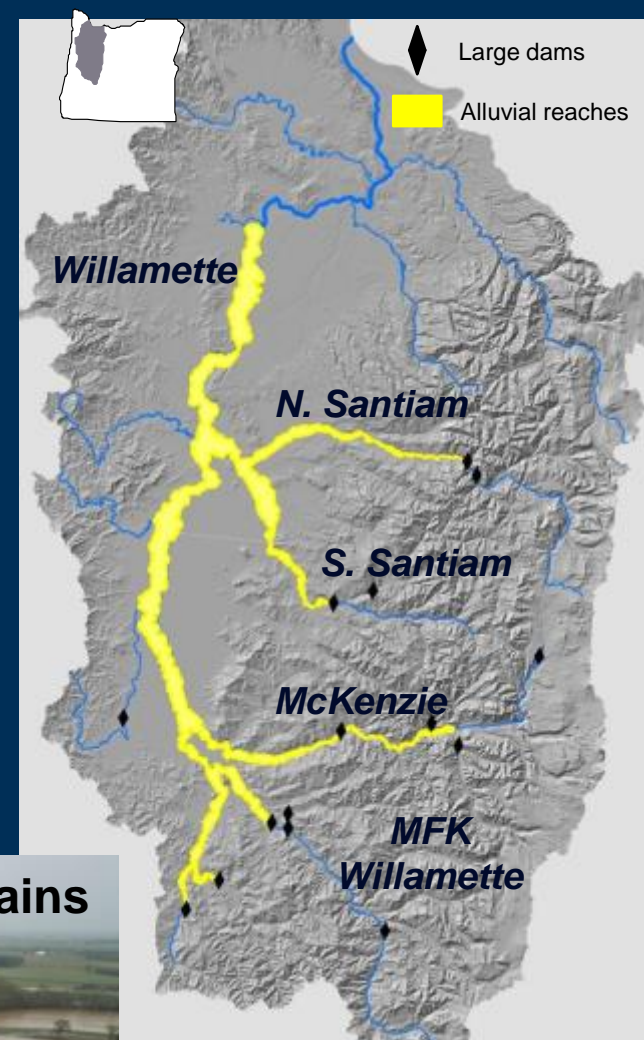 Large dams
Alluvial reaches
Willamette
N. Santiam
S. Santiam
McKenzie
MFK
Willamette
ains